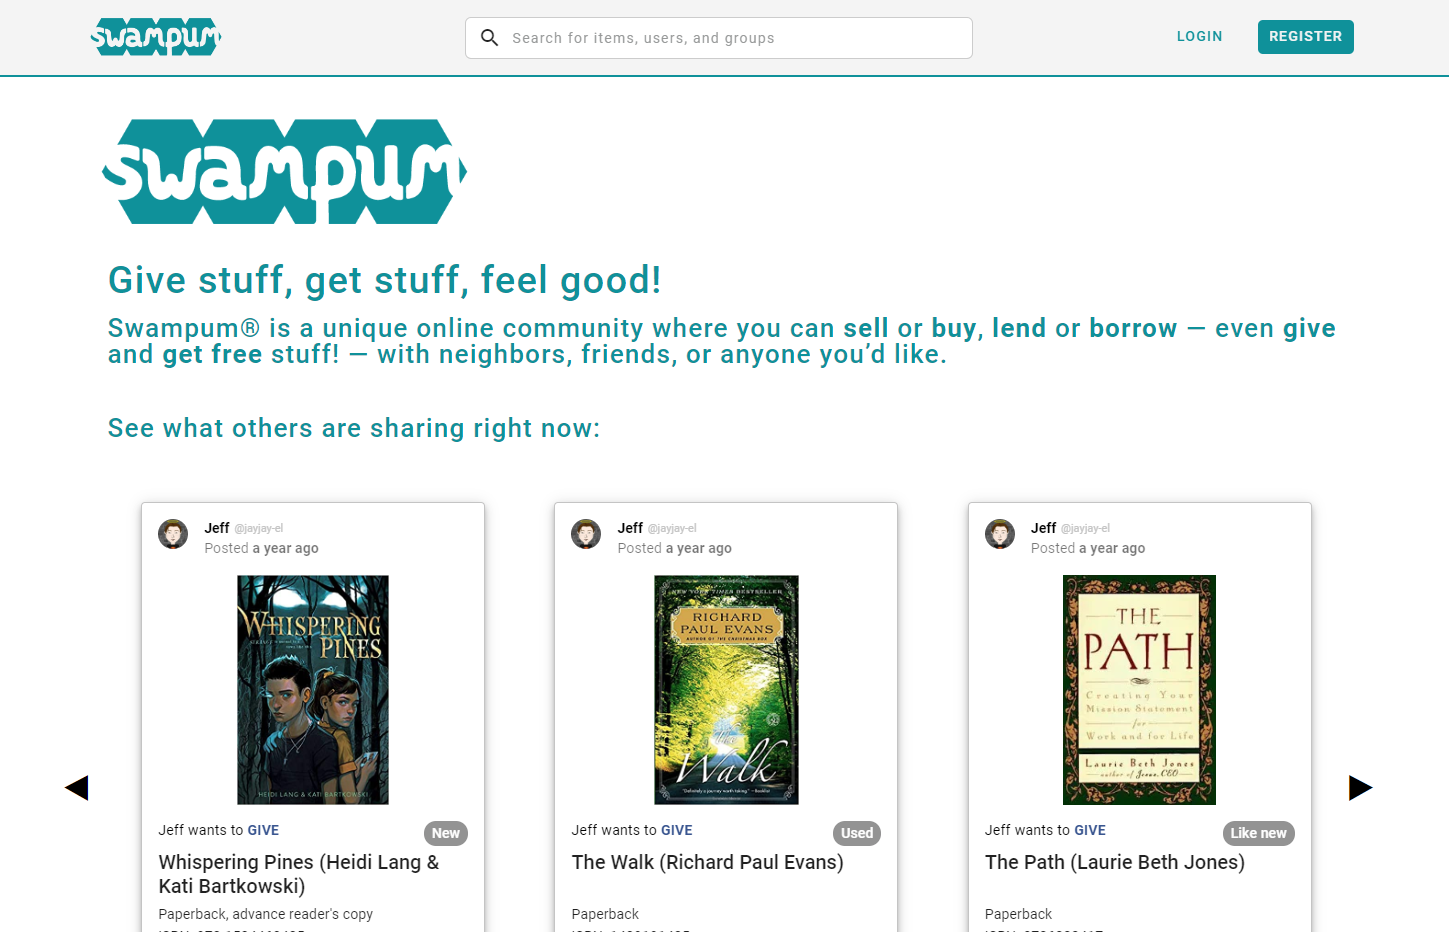 swampum
Search for items, users, and groups
LOGIN
REGISTER
swampum
Give stuff, get stuff, feel good!
Swampum® is a unique online community where you can sell or buy, lend or borrow — even give
and get free stuff! — with neighbors, friends, or anyone you’d like.
See what others are sharing right now:
Jeff @jayjay-el
Posted a year ago
WHISPERING
PINES
HEIDI LANG & KATI BARTKOWSKI
Jeff wants to GIVE
New
Whispering Pines (Heidi Lang &
Kati Bartkowski)
Paperback, advance reader's copy
Jeff @jayjay-el
Posted a year ago
NEW YORK TIMES BESTSELLER
RICHARD
PAUL EVANS
AUTHOR OF THE CHRISTMAS BOX
the
Walk
"Definitely a journey worth taking." —Booklist
Jeff wants to GIVE
Used
The Walk (Richard Paul Evans)
Paperback
Jeff @jayjay-el
Posted a year ago
THE
PATH
Creating Your
Mission Statement
for
Work and for Life
Laurie Beth Jones
author of Jesus, CEO
Jeff wants to GIVE
Like new
The Path (Laurie Beth Jones)
Paperback